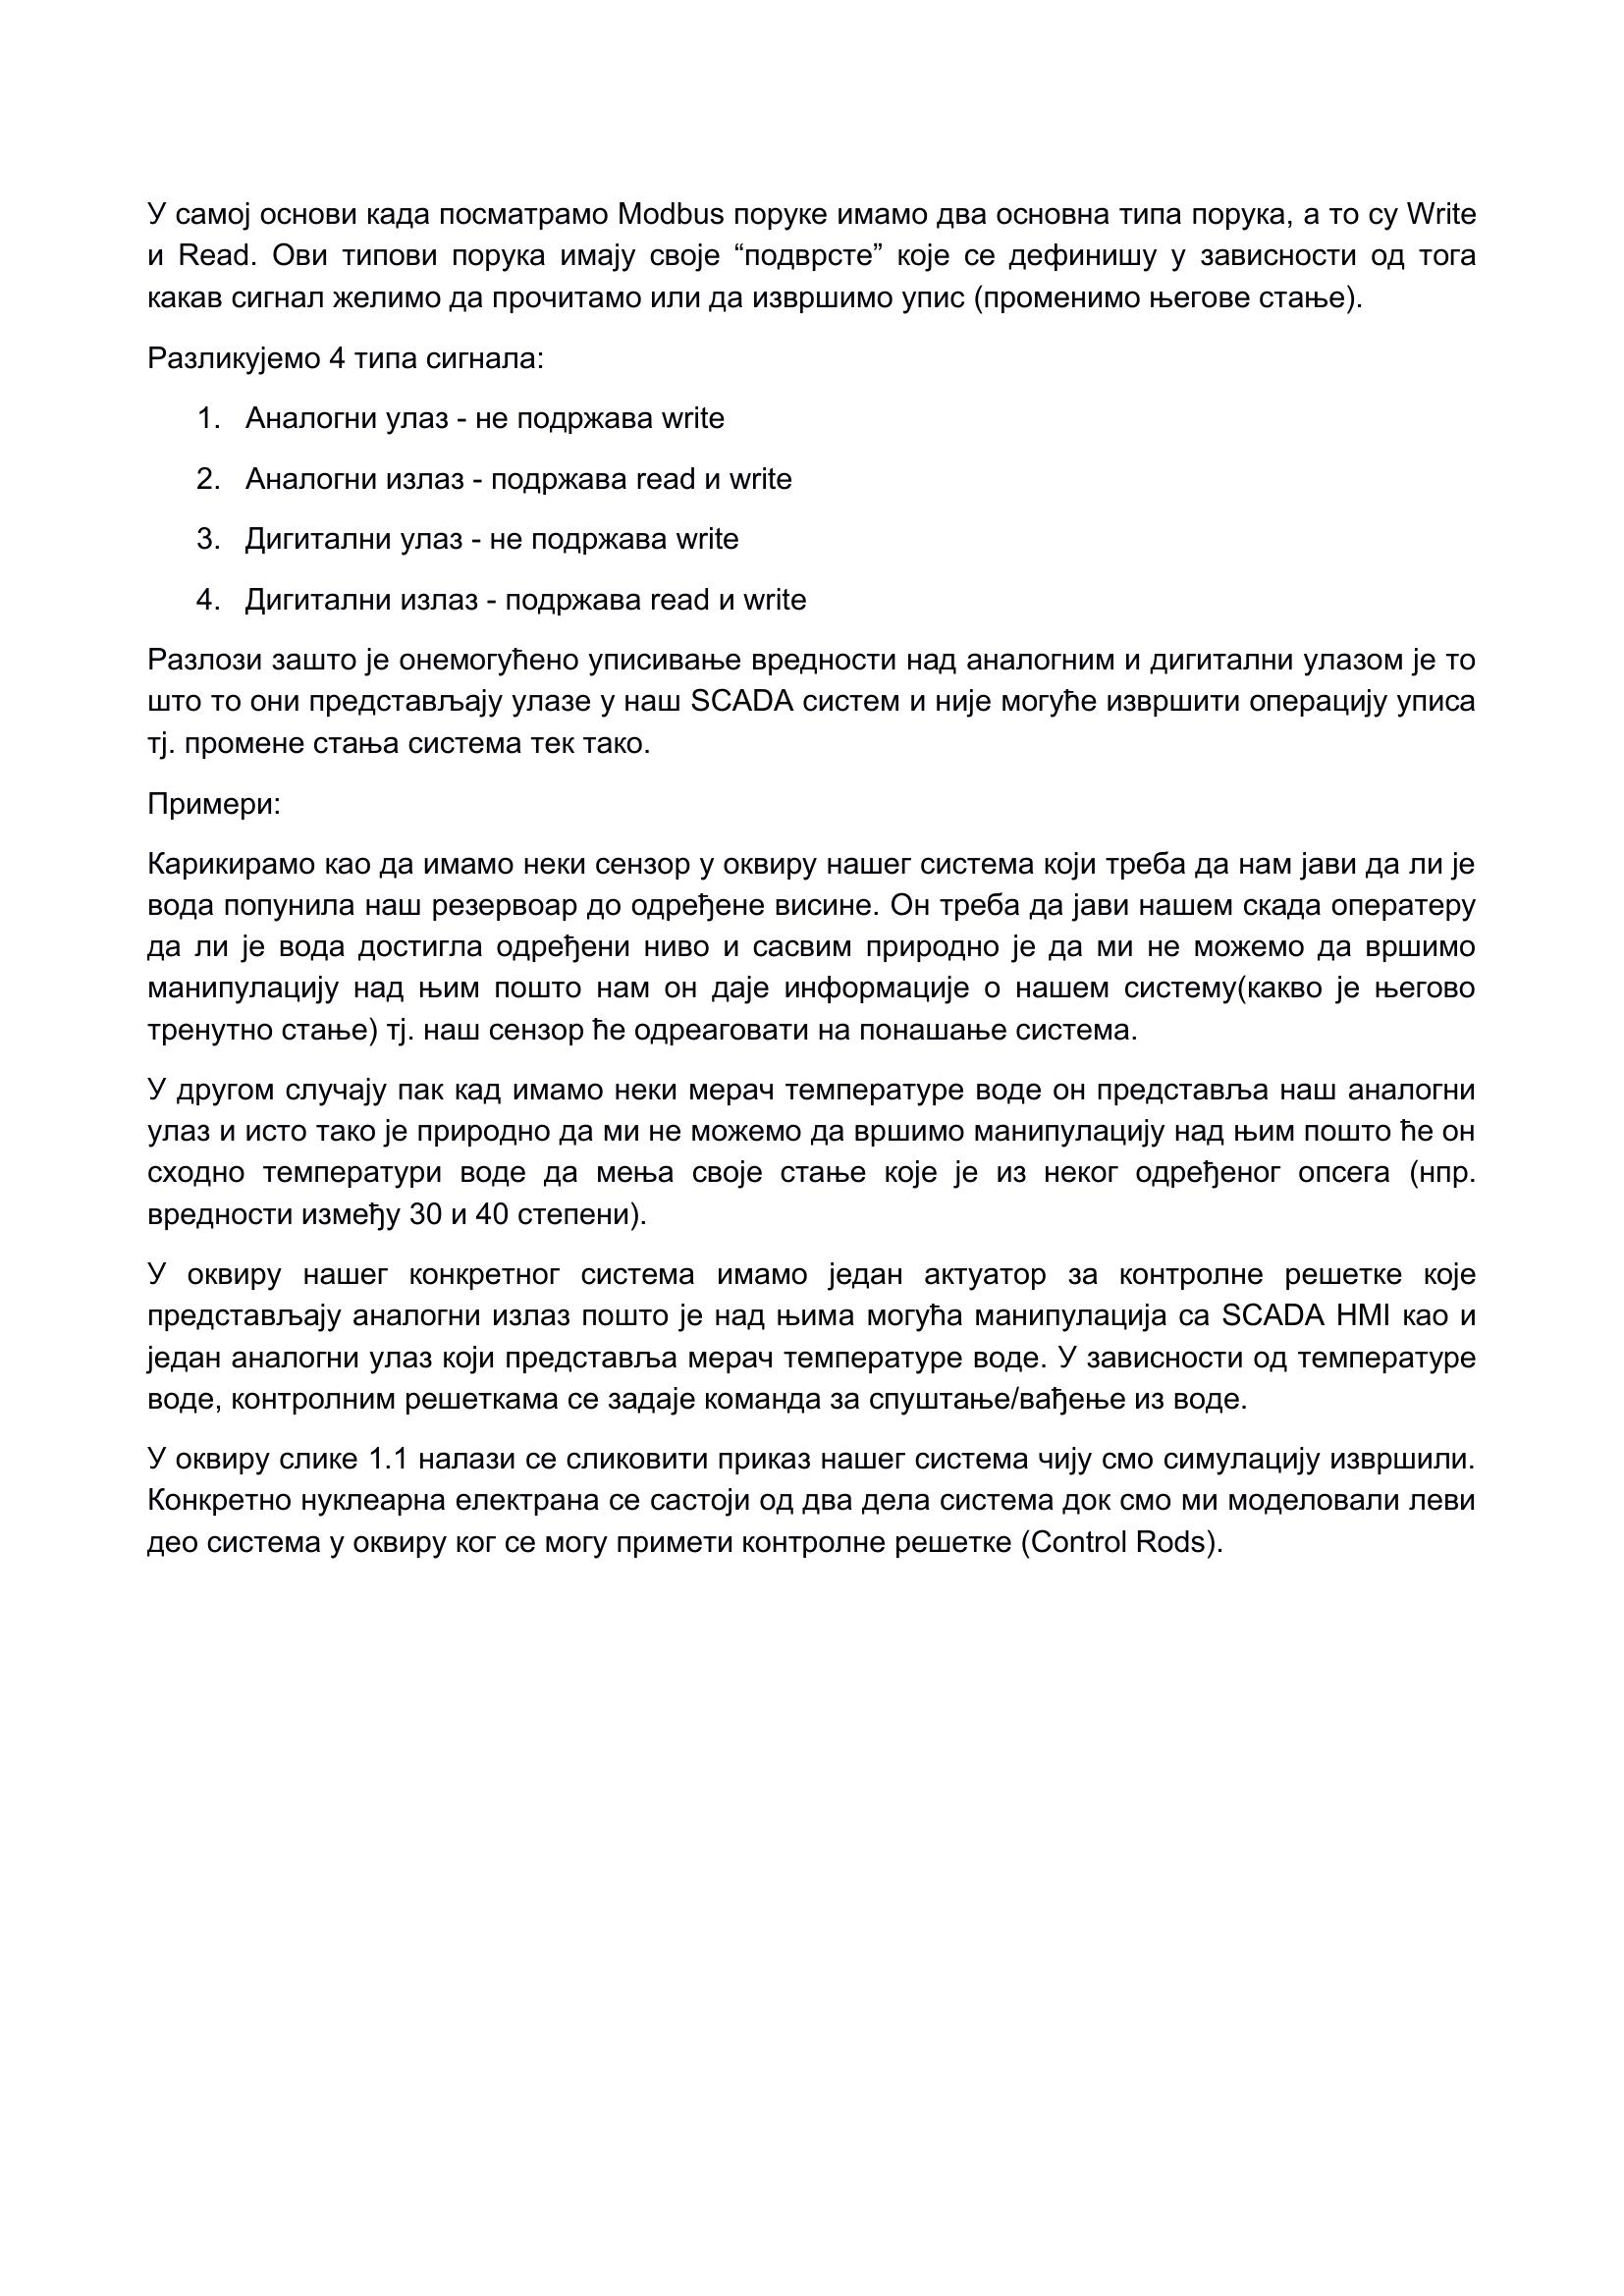 У самој основи када посматрамо Modbus поруке имамо два основна типа порука, а то су Write
и Read. Ови типови порука имају своје “подврсте” које се дефинишу у зависности од тога
какав сигнал желимо да прочитамо или да извршимо упис (променимо његове стање).
Разликујемо 4 типа сигнала:
1. Аналогни улаз - не подржава write
2. Аналогни излаз - подржава read и write
3. Дигитални улаз - не подржава write
4. Дигитални излаз - подржава read и write
Разлози зашто је онемогућено уписивање вредности над аналогним и дигитални улазом је то
што то они представљају улазе у наш SCADA систем и није могуће извршити операцију уписа
тј. промене стања система тек тако.
Примери:
Карикирамо као да имамо неки сензор у оквиру нашег система који треба да нам јави да ли је
вода попунила наш резервоар до одређене висине. Он треба да јави нашем скада оператеру
да ли је вода достигла одређени ниво и сасвим природно је да ми не можемо да вршимо
манипулацију над њим пошто нам он даје информације о нашем систему(какво је његово
тренутно стање) тј. наш сензор ће одреаговати на понашање система.
У другом случају пак кад имамо неки мерач температуре воде он представља наш аналогни
улаз и исто тако је природно да ми не можемо да вршимо манипулацију над њим пошто ће он
сходно температури воде да мења своје стање које је из неког одређеног опсега (нпр.
вредности између 30 и 40 степени).
У оквиру нашег конкретног система имамо један актуатор за контролне решетке које
представљају аналогни излаз пошто је над њима могућа манипулација са SCADA HMI као и
један аналогни улаз који представља мерач температуре воде. У зависности од температуре
воде, контролним решеткама се задаје команда за спуштање/вађење из воде.
У оквиру слике 1.1 налази се сликовити приказ нашег система чију смо симулацију извршили.
Конкретно нуклеарна електрана се састоји од два дела система док смо ми моделовали леви
део система у оквиру ког се могу примети контролне решетке (Control Rods).